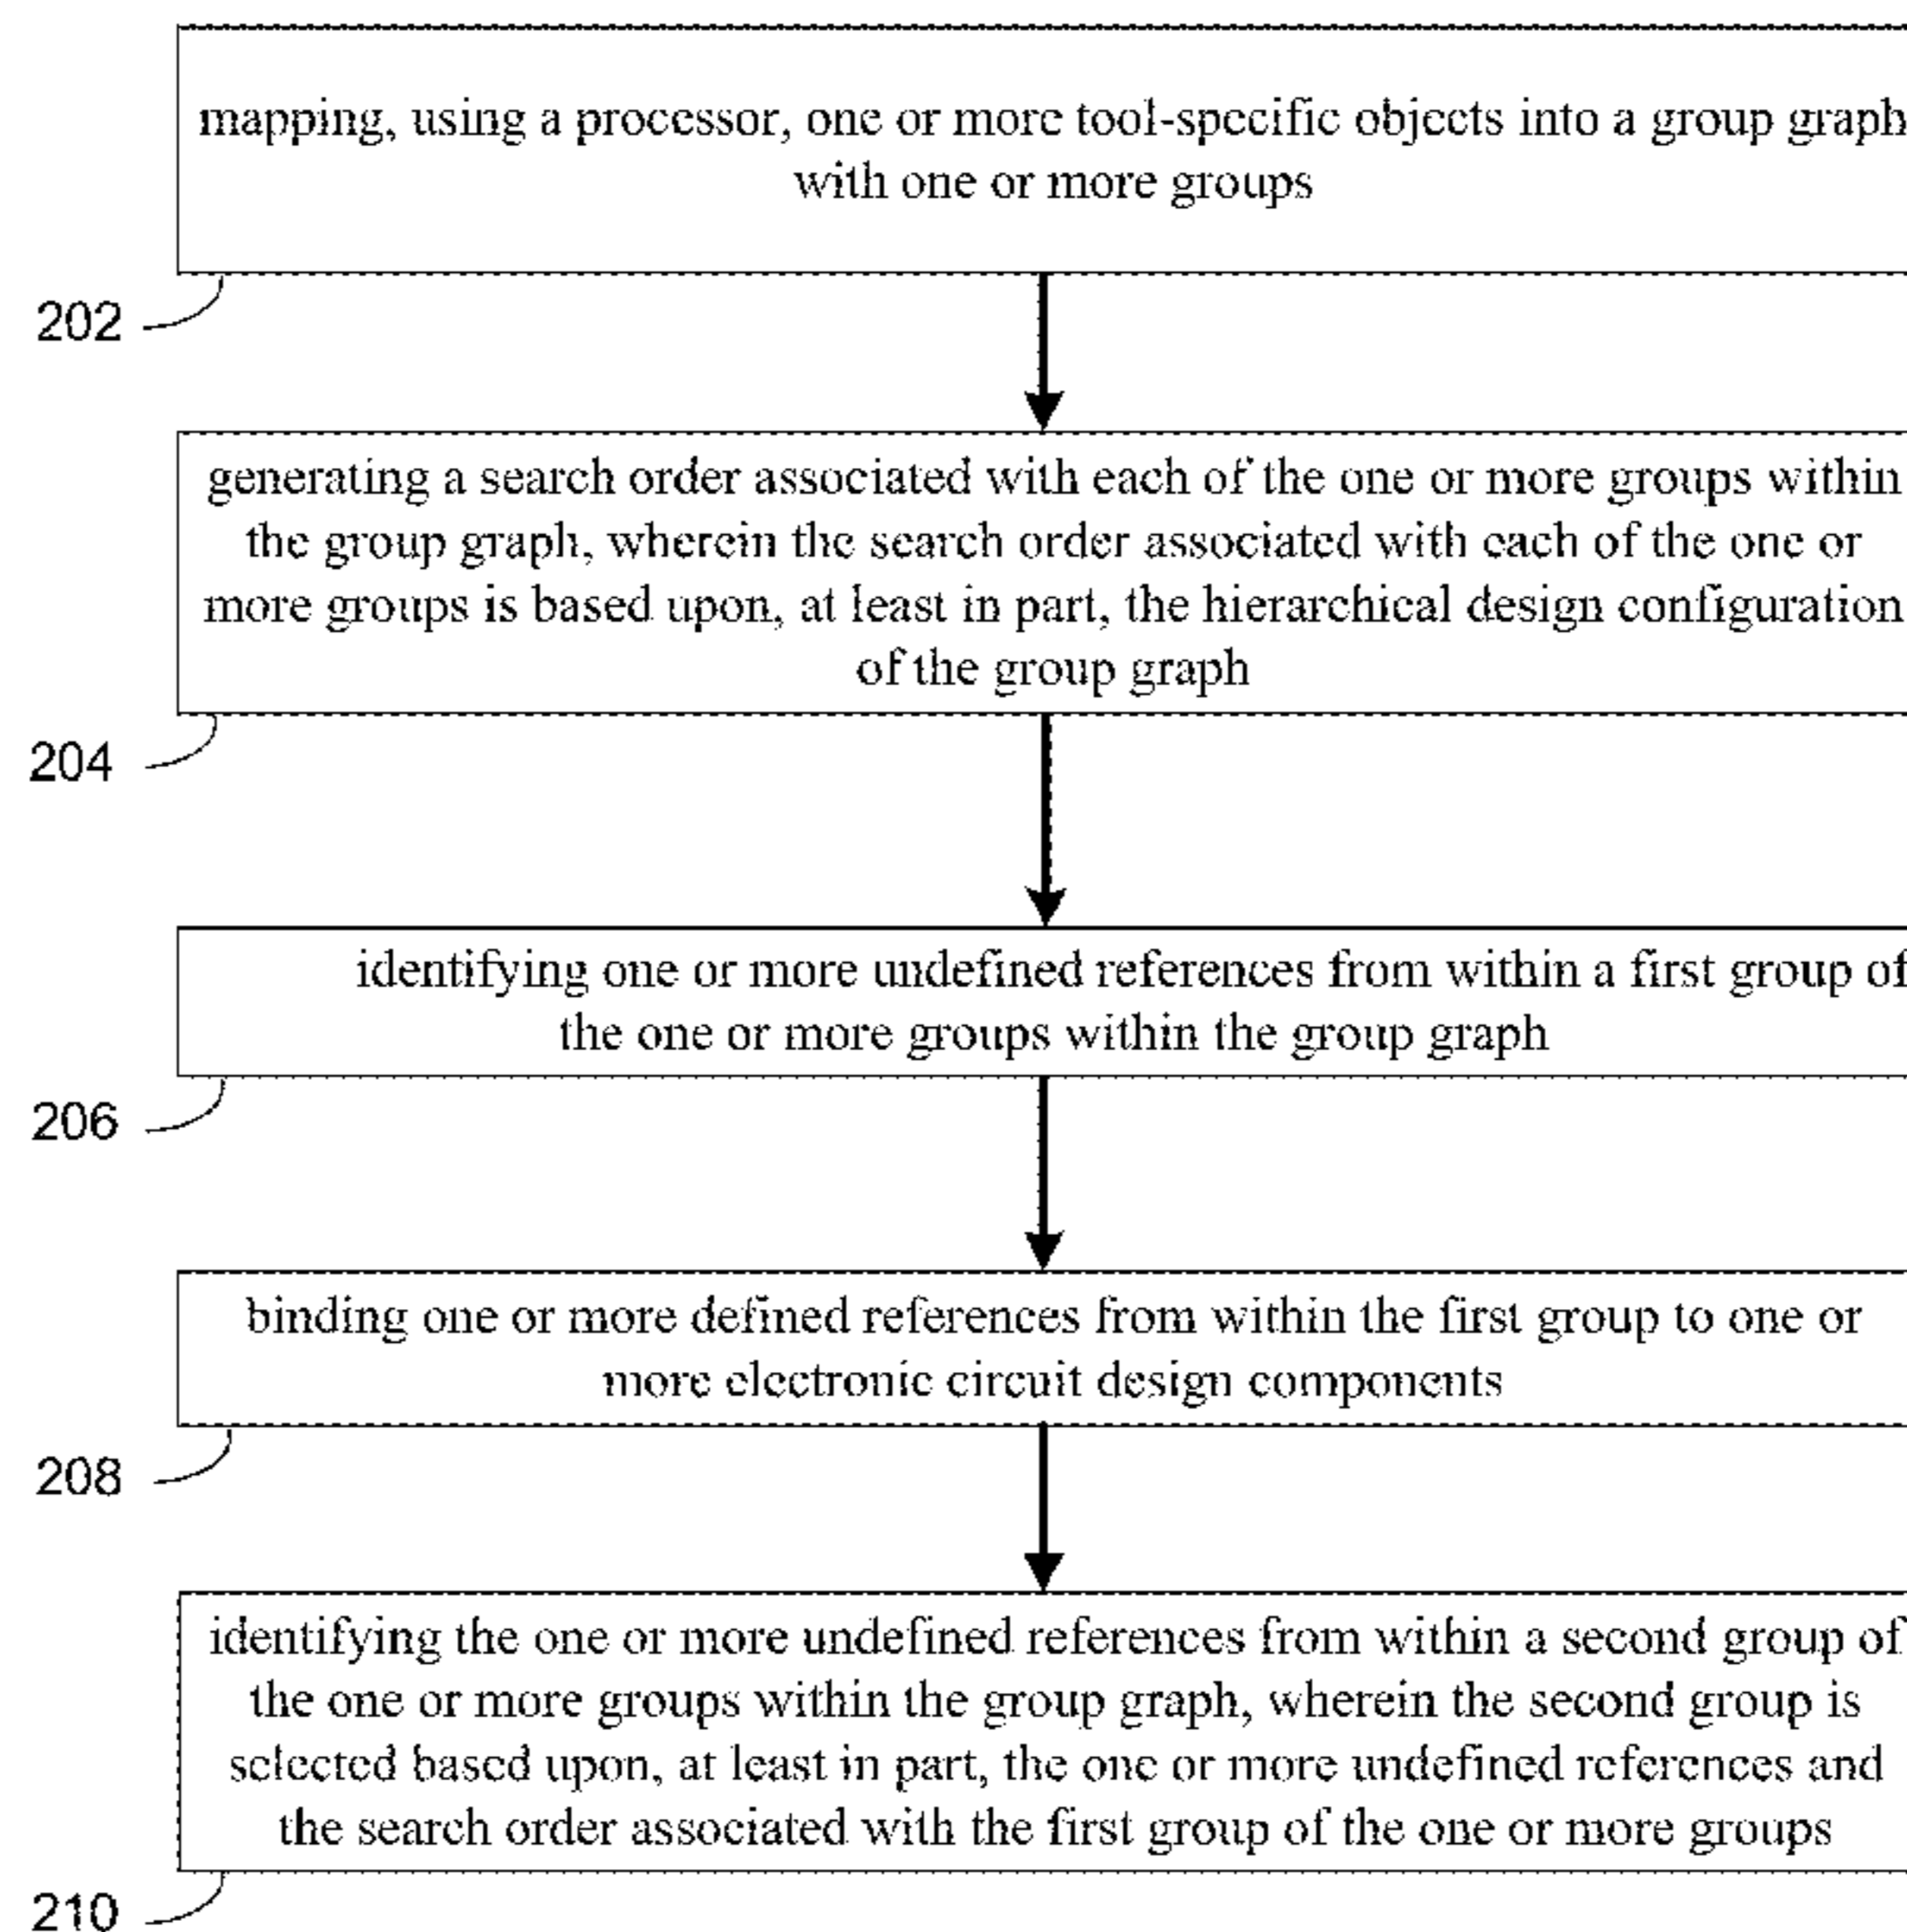 mapping, using a processor, one or more tool-specific objects into a group graph
with one or more groups
202
generating a search order associated with each of the one or more groups within
the group graph, wherein the search order associated with each of the one or
more groups is based upon, at least in part, the hierarchical design configuration
of the group graph
204
identifying one or more undefined references from within a first group of
the one or more groups within the group graph
206
binding one or more defined references from within the first group to one or
more electronic circuit design components
208
identifying the one or more undefined references from within a second group of
the one or more groups within the group graph, wherein the second group is
selected based upon, at least in part, the one or more undefined references and
the search order associated with the first group of the one or more groups
210